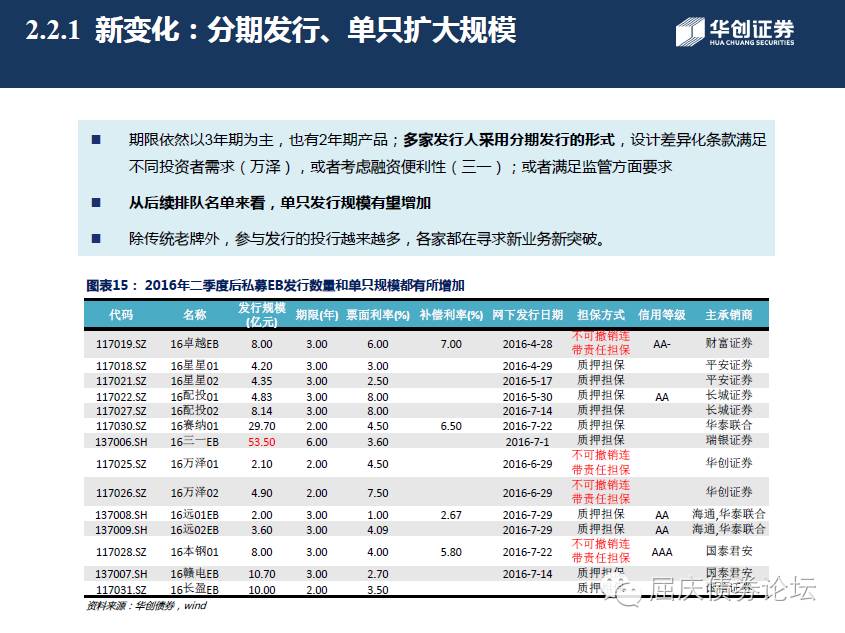 2.2.1 新变化：分期发行、单只扩大规模
华创证券
HUA CHUANG SECURITIES
■ 期限依然以3年期为主，也有2年期产品；多家发行人采用分期发行的形式，设计差异化条款满足
不同投资者需求（万泽），或者考虑融资便利性（三一）；或者满足监管方面要求
■ 从后续排队名单来看，单只发行规模有望增加
■ 除传统老牌外，参与发行的投行越来越多，各家都在寻求新业务新突破。
图表15： 2016年二季度后私募EB发行数量和单只规模都有所增加
代码 名称 发行规模(亿元) 期限(年) 票面利率(%) 补偿利率(%) 网下发行日期 担保方式 信用等级 主承销商
117019.SZ 16卓越EB 8.00 3.00 6.00 7.00 2016-4-28 不可撤销连带责任担保 AA- 财富证券
117018.SZ 16星星01 4.20 3.00 3.00 2016-4-29 质押担保 平安证券
117021.SZ 16星星02 4.35 3.00 2.50 2016-5-17 质押担保 平安证券
117022.SZ 16配投01 4.83 3.00 8.00 2016-5-30 质押担保 AA 长城证券
117027.SZ 16配投02 8.14 3.00 8.00 2016-7-14 质押担保 长城证券
117030.SZ 16赛纳01 29.70 2.00 4.50 6.50 2016-7-22 质押担保 华泰联合
137006.SH 16三一EB 53.50 6.00 3.60 2016-7-1 质押担保 瑞银证券
117025.SZ 16万泽01 2.10 2.00 4.50 2016-6-29 不可撤销连带责任担保 华创证券
117026.SZ 16万泽02 4.90 2.00 7.50 2016-6-29 不可撤销连带责任担保 华创证券
137008.SH 16远01EB 2.00 3.00 1.00 2.67 2016-7-29 质押担保 AA 海通,华泰联合
137009.SH 16远02EB 3.60 3.00 4.09 2016-7-29 质押担保 AA 海通,华泰联合
117028.SZ 16本钢01 8.00 3.00 4.00 5.80 2016-7-22 不可撤销连带责任担保 AAA 国泰君安
137007.SH 16赣电EB 10.70 3.00 2.70 2016-7-14 质押担保 国泰君安
117031.SZ 16长盈EB 10.00 2.00 3.50 质押 证券
屈庆债券论坛
资料来源：华创债券，wind